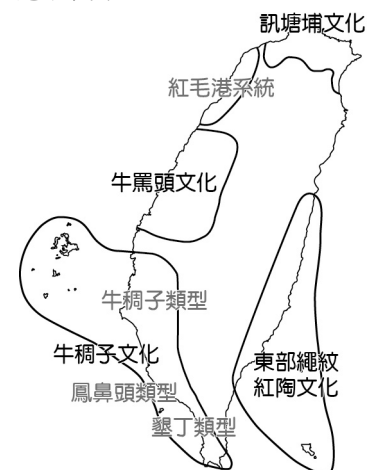 訊塘埔文化
紅毛港系統
牛罵頭文化
牛稠子類型
牛稠子文化
東部繩紋
紅陶文化
鳳鼻頭類型
墾丁類型